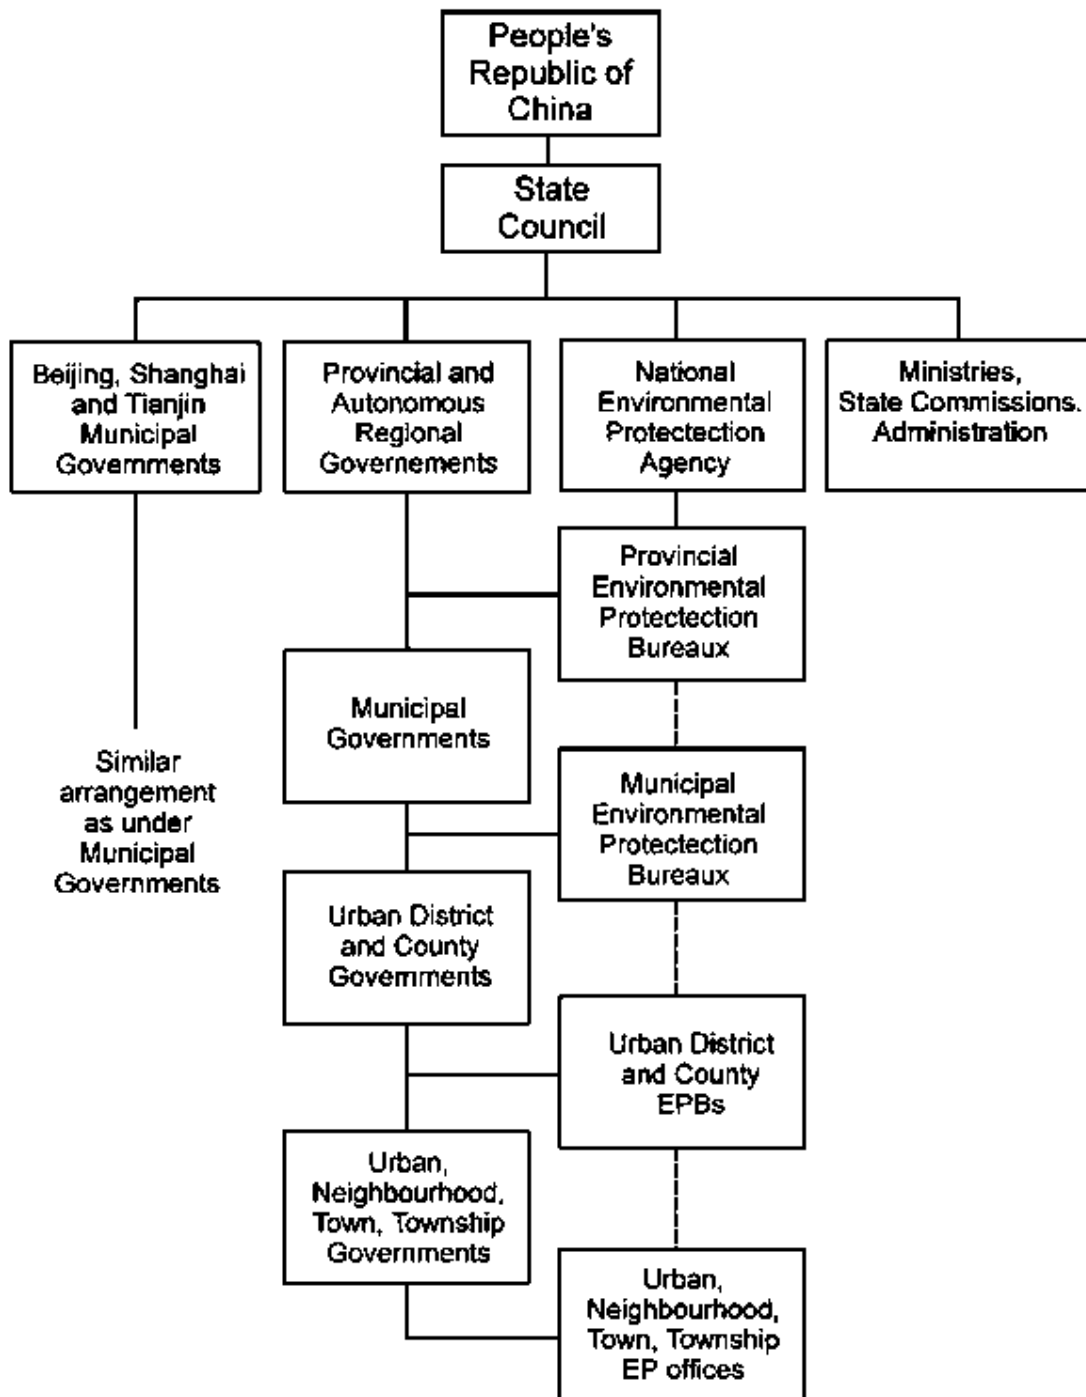 People's
Republic of
China
State
Council
Beijing, Shanghai
and Tianjin
Municipal
Governments
Provincial and
Autonomous
Regional
Governements
National
Environmental
Protectection
Agency
Ministries,
State Commissions.
Administration
Provincial
Environmental
Protectection
Bureaux
Municipal
Governments
Similar
arrangement
as under
Municipal
Governments
Municipal
Environmental
Protectection
Bureaux
Urban District
and County
Governments
Urban District
and County
EPBs
Urban,
Neighbourhood,
Town, Township
Governments
Urban,
Neighbourhood,
Town, Township
EP offices